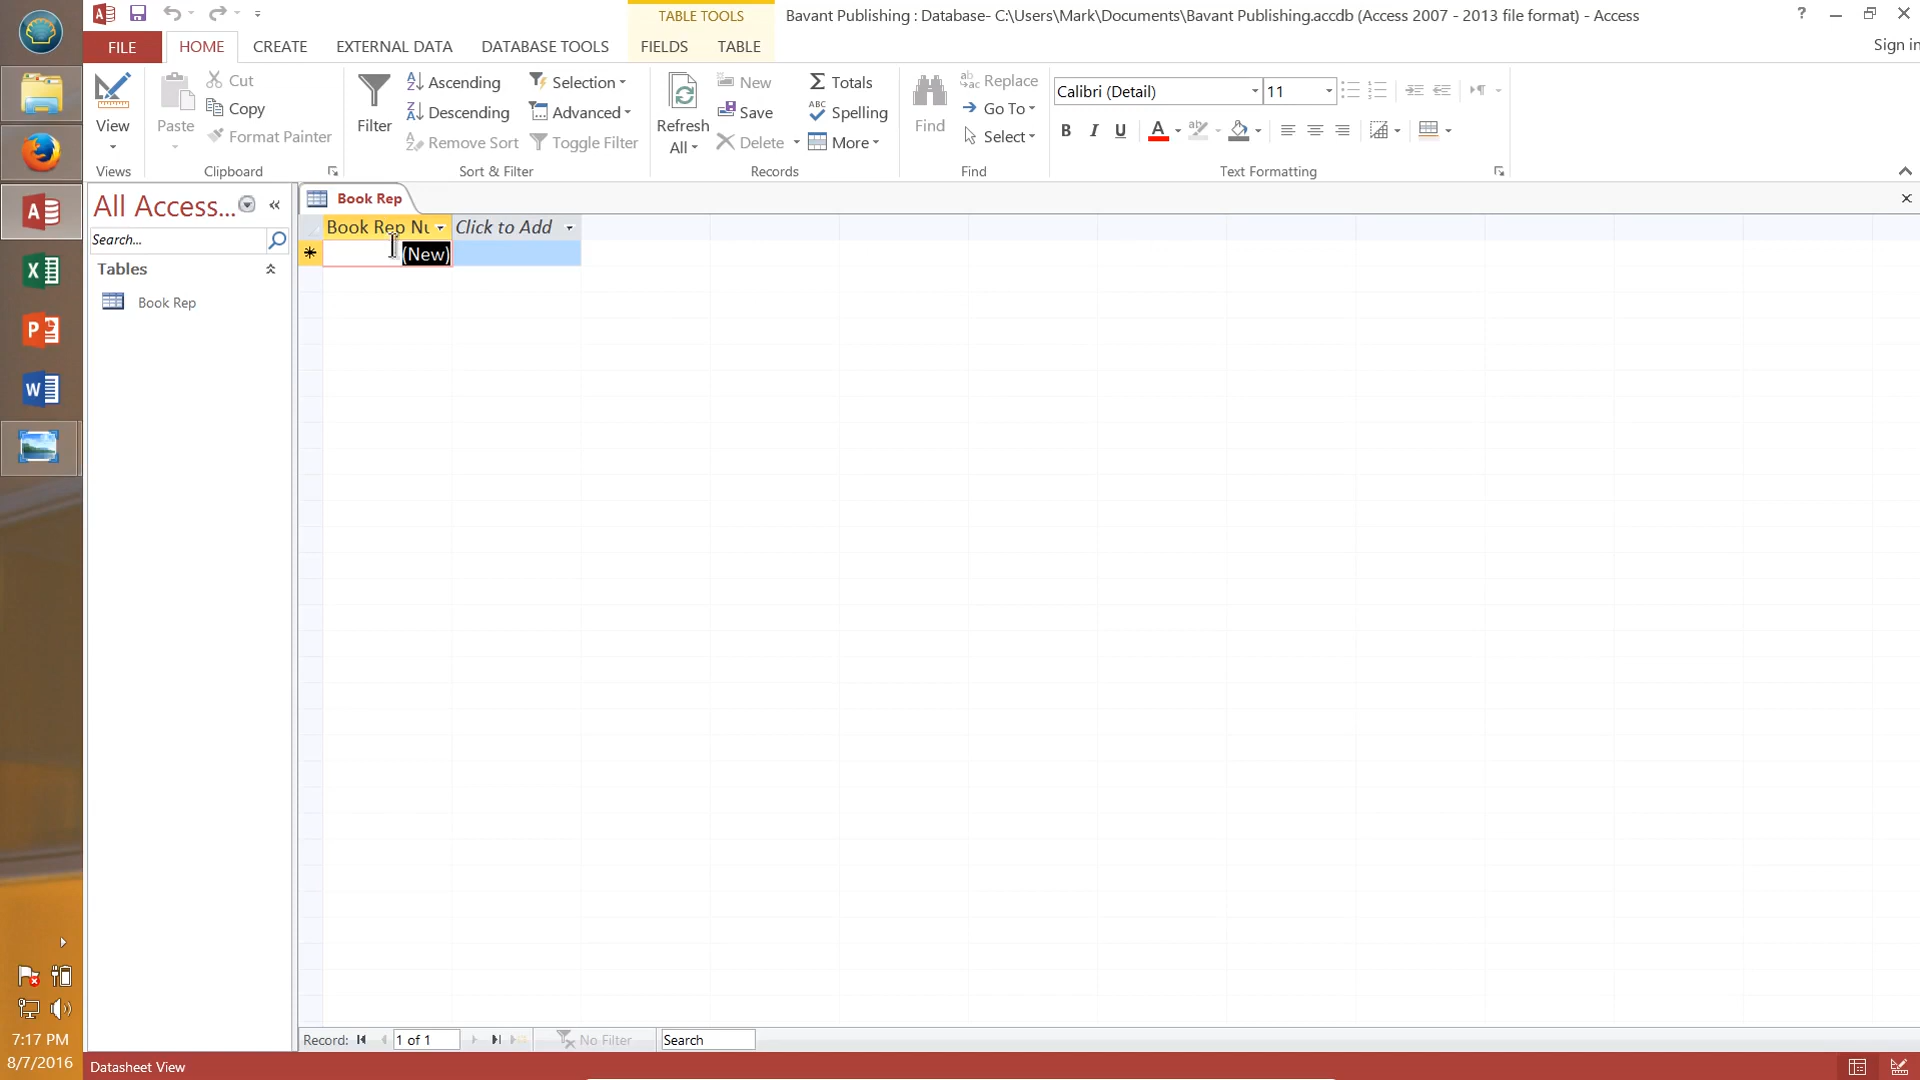 Bavant Publishing : Database- C:\Users\Mark\Documents\Bavant Publishing.accdb (Access 2007 - 2013 file format) - Access
TABLE TOOLS
?
FILE
HOME
CREATE
EXTERNAL DATA
DATABASE TOOLS
FIELDS
TABLE
Sign in
View
Views
Paste
Cut
Copy
Format Painter
Clipboard
Filter
Ascending
Descending
Remove Sort
Selection
Advanced
Toggle Filter
Sort & Filter
Refresh
All
New
Save
Delete
Totals
Spelling
More
Records
Find
Replace
Go To
Select
Find
Calibri (Detail)
11
B I U A
Text Formatting
All Access...
Search...
Tables
Book Rep
Book Rep
Book Rep Nu
Click to Add
(New)
Record:
1 of 1
No Filter
Search
7:17 PM
8/7/2016
Datasheet View